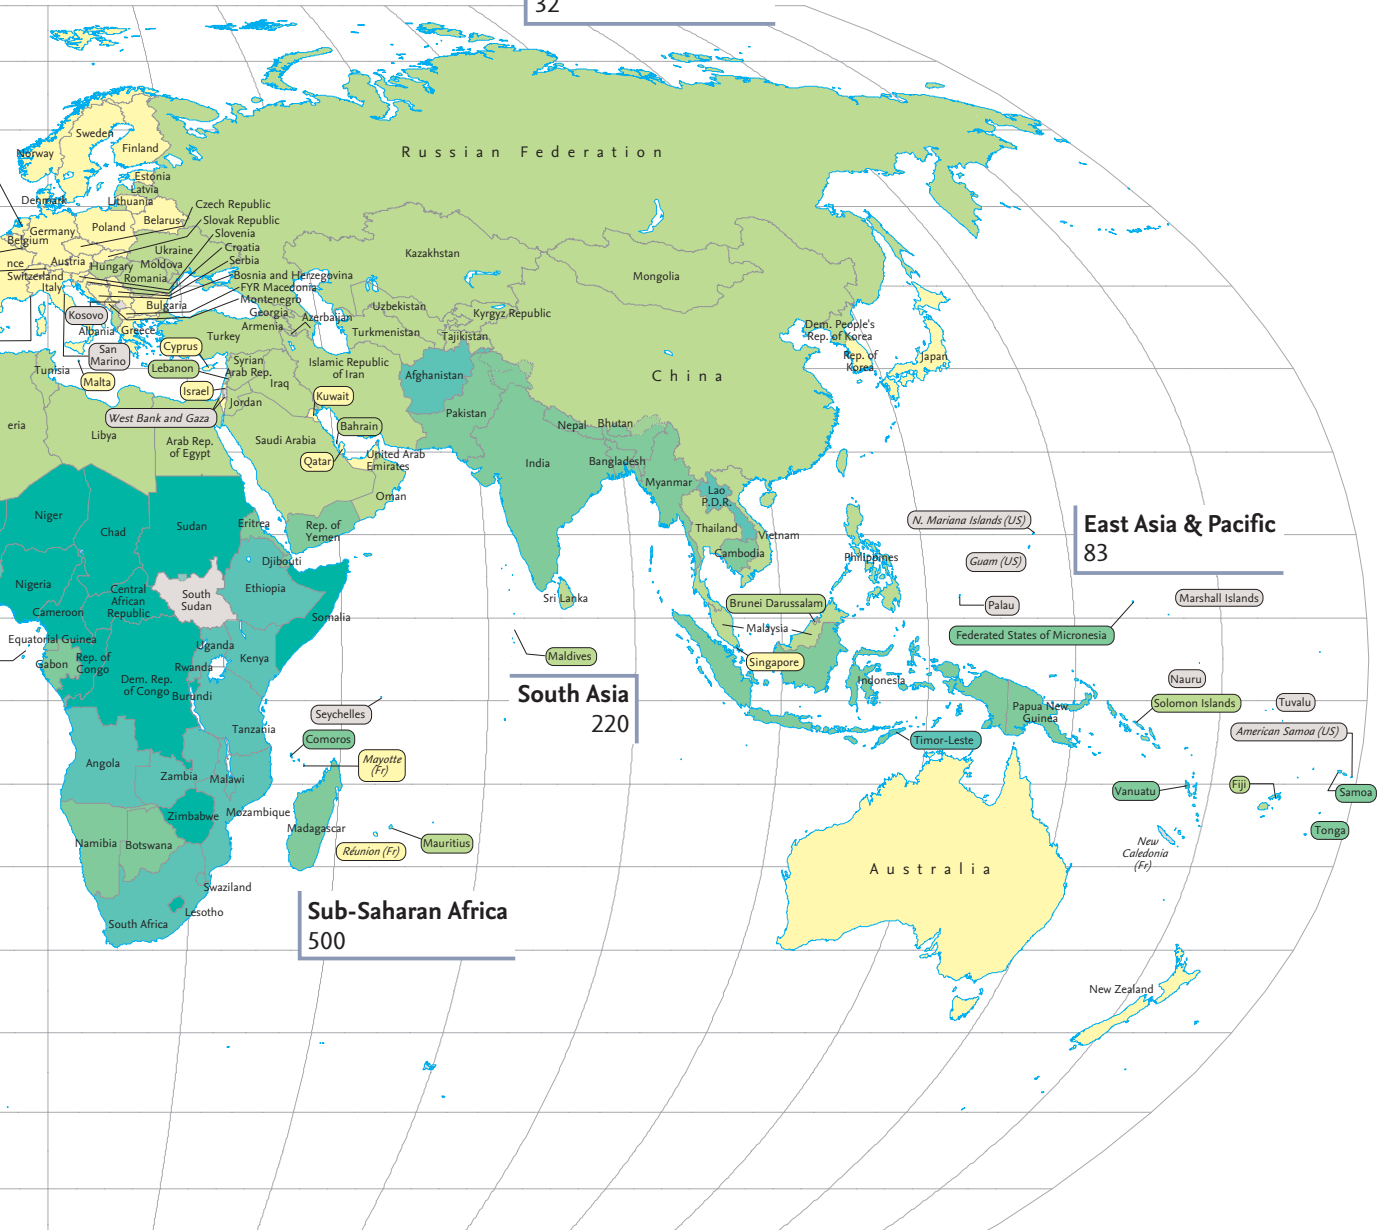 32
Sweden
Norway
Finland
Estonia
Latvia
Denmark
Lithuania
Russian Federation
Czech Republic
Belarus
Slovak Republic
Poland
Germany
Slovenia
Belgium
Ukraine
Croatia
Kazakhstan
nce
Austria
Hungary
Moldova
Serbia
Switzerland
Romania
Bosnia and Herzegovina
Mongolia
Italy
FYR Macedonia
Montenegro
Bulgaria
Uzbekistan
Georgia
Kyrgyz Republic
Kosovo
Azerbaijan
Armenia
Albania
Greece
Turkmenistan
Dem. People's
Rep. of Korea
Turkey
Tajikistan
Cyprus
San
Marino
Rep. of
Korea
Japan
Syrian
Arab Rep.
Islamic Republic
of Iran
Lebanon
Tunisia
Iraq
Afghanistan
China
Malta
Israel
Kuwait
Jordan
Pakistan
West Bank and Gaza
eria
Libya
Bahrain
Nepal
Bhutan
Arab Rep.
of Egypt
Saudi Arabia
United Arab
Emirates
Qatar
India
Bangladesh
Myanmar
Oman
Lao
P.D.R.
Niger
Chad
Sudan
Eritrea
Rep. of
Yemen
Thailand
Vietnam
N. Mariana Islands (US)
East Asia & Pacific
83
Cambodia
Philippines
Guam (US)
Djibouti
Nigeria
Ethiopia
Central
African
Republic
South
Sudan
Sri Lanka
Brunei Darussalam
Palau
Marshall Islands
Cameroon
Somalia
Malaysia
Federated States of Micronesia
Equatorial Guinea
Uganda
Gabon
Rep. of
Congo
Kenya
Maldives
Singapore
Rwanda
Dem. Rep.
of Congo
Burundi
Indonesia
Nauru
South Asia
220
Solomon Islands
Tuvalu
Seychelles
Papua New
Guinea
Tanzania
Comoros
Timor-Leste
American Samoa (US)
Angola
Mayotte
(Fr)
Zambia
Malawi
Vanuatu
Fiji
Samoa
Zimbabwe
Mozambique
Madagascar
Tonga
Namibia
Botswana
Mauritius
Réunion (Fr)
New
Caledonia
(Fr)
Australia
Swaziland
Lesotho
South Africa
Sub-Saharan Africa
500
New Zealand